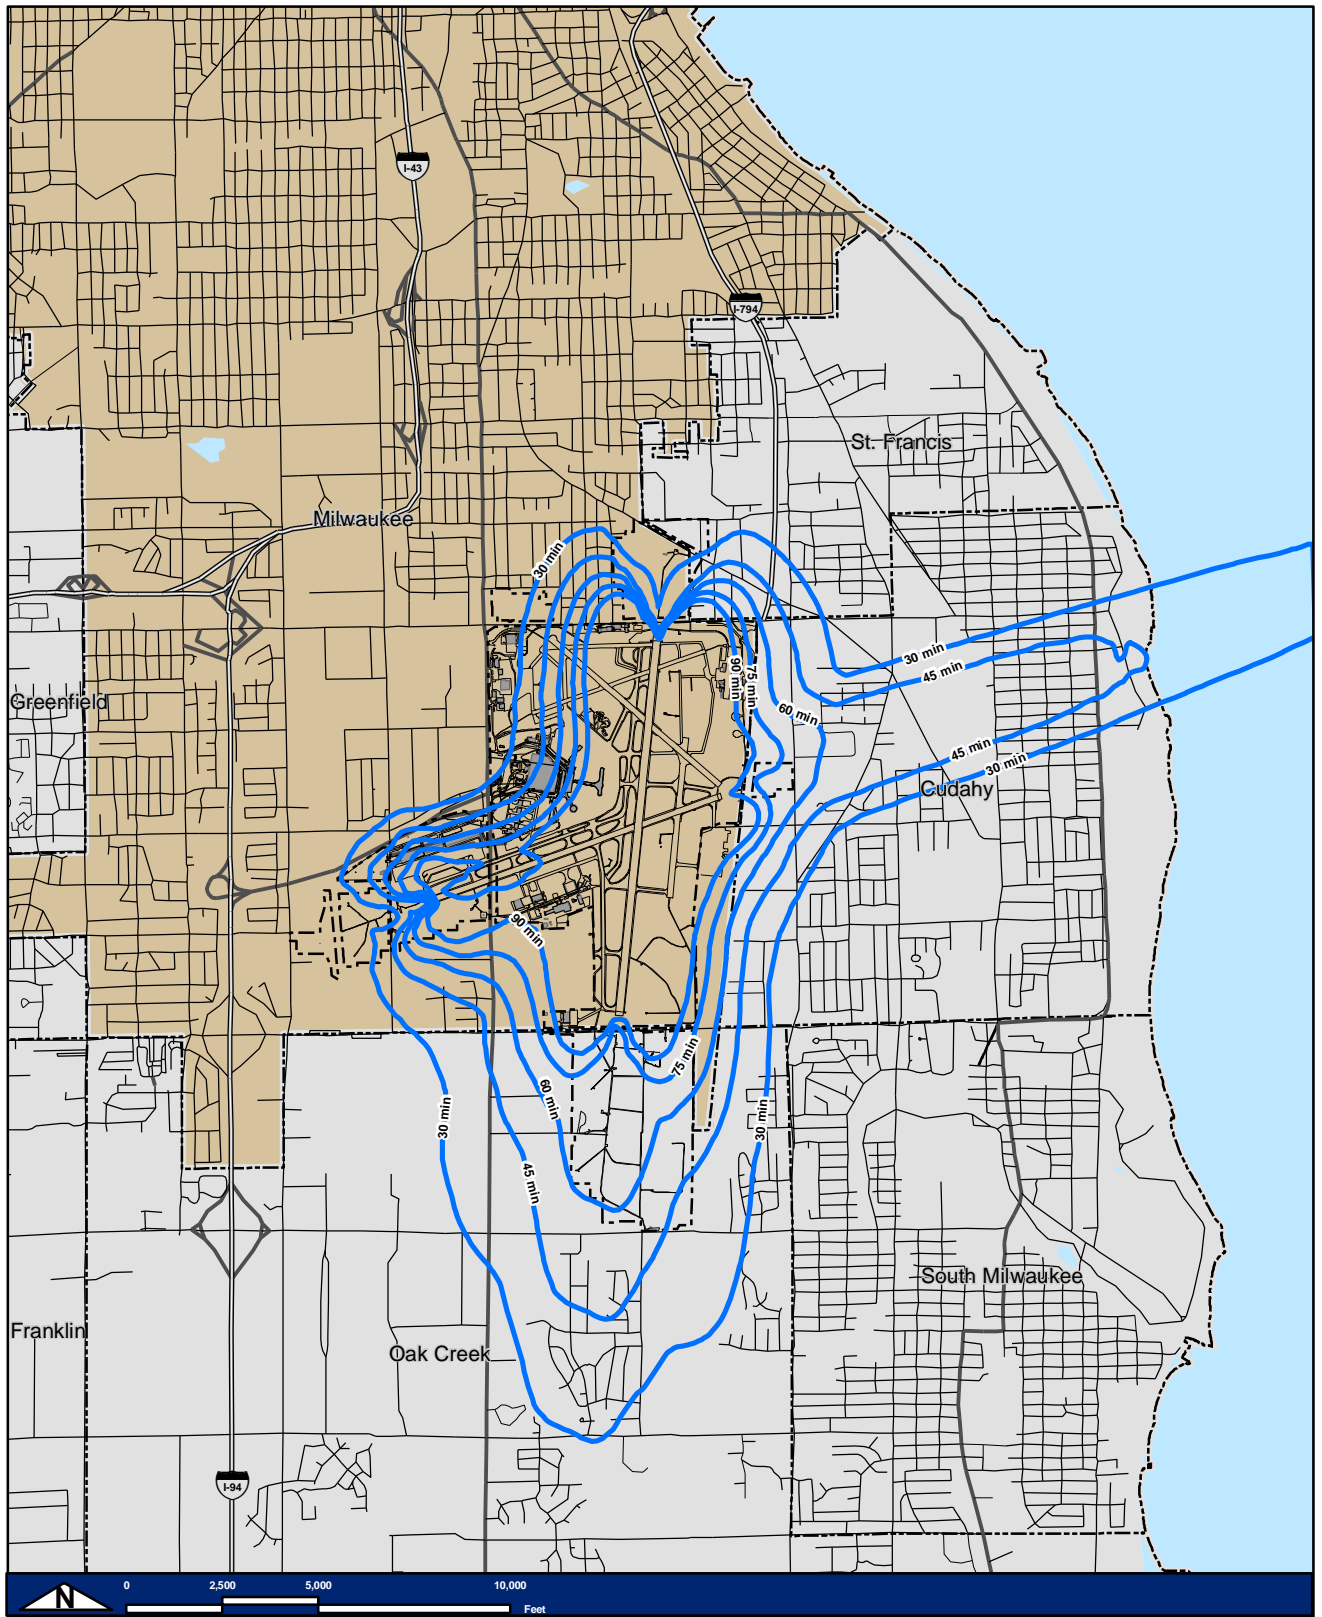 I-43
I-794
St. Francis
Milwaukee
30 min
30 min
45 min
90 min
75 min
Greenfield
60 min
45 min
30 min
Cudahy
90 min
75 min
60 min
30 min
30 min
45 min
South Milwaukee
Franklin
Oak Creek
I-94
N
0 2,500 5,000 10,000
Feet